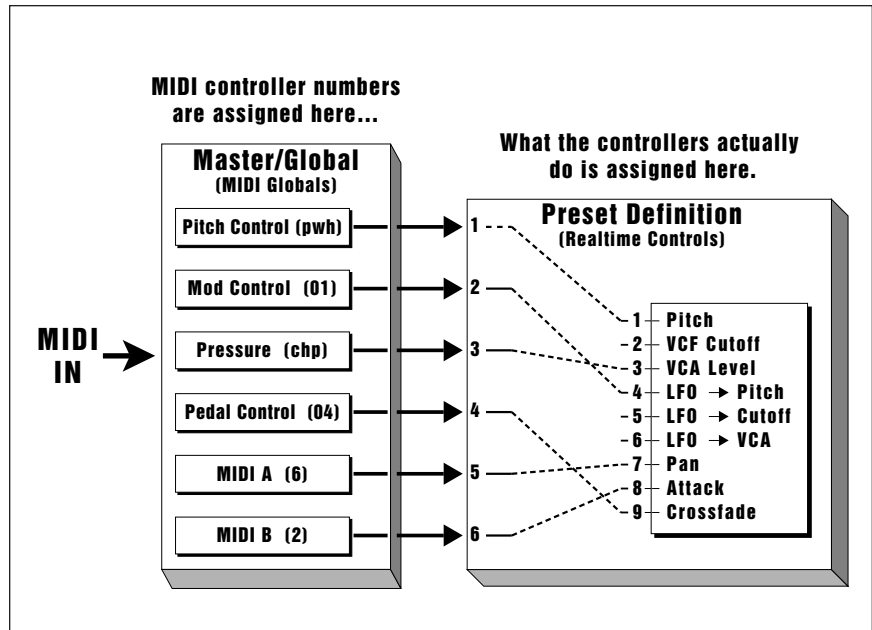 MIDI controller numbers
are assigned here...
What the controllers actually
do is assigned here.
MIDI
IN
Master/Global
(MIDI Globals)
Pitch Control (pwh)
Mod Control (01)
Pressure (chp)
Pedal Control (04)
MIDI A (6)
MIDI B (2)
Preset Definition
(Realtime Controls)
1
2
3
4
5
6
1 Pitch
2 VCF Cutoff
3 VCA Level
4 LFO → Pitch
5 LFO → Cutoff
6 LFO → VCA
7 Pan
8 Attack
9 Crossfade